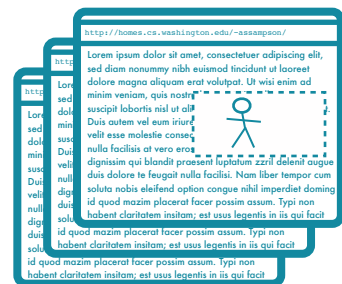 http://homes.cs.washington.edu/~assampson/
Lorem ipsum dolor sit amet, consectetuer adipiscing elit,
sed diam nonummy nibh euismod tincidunt ut laoreet
dolore magna aliquam erat volutpat. Ut wisi enim ad
minim veniam, quis nostr
suscipit lobortis nisl ut ali
Duis autem vel eum iriure
velit esse molestie consec
nulla facilisis at vero eros
dignissim qui blandit praesent luptatum zzril delenit augue
duis dolore te feugait nulla facilisi. Nam liber tempor cum
soluta nobis eleifend option congue nihil imperdiet doming
id quod mazim placerat facer possim assum. Typi non
habent claritatem insitam; est usus legentis in iis qui facit
id quod mazim placerat facer possim assum. Typi non
habent claritatem insitam; est usus legentis in iis qui facit
id quod mazim placerat facer possim assum. Typi non
habent claritatem insitam; est usus legentis in iis qui facit